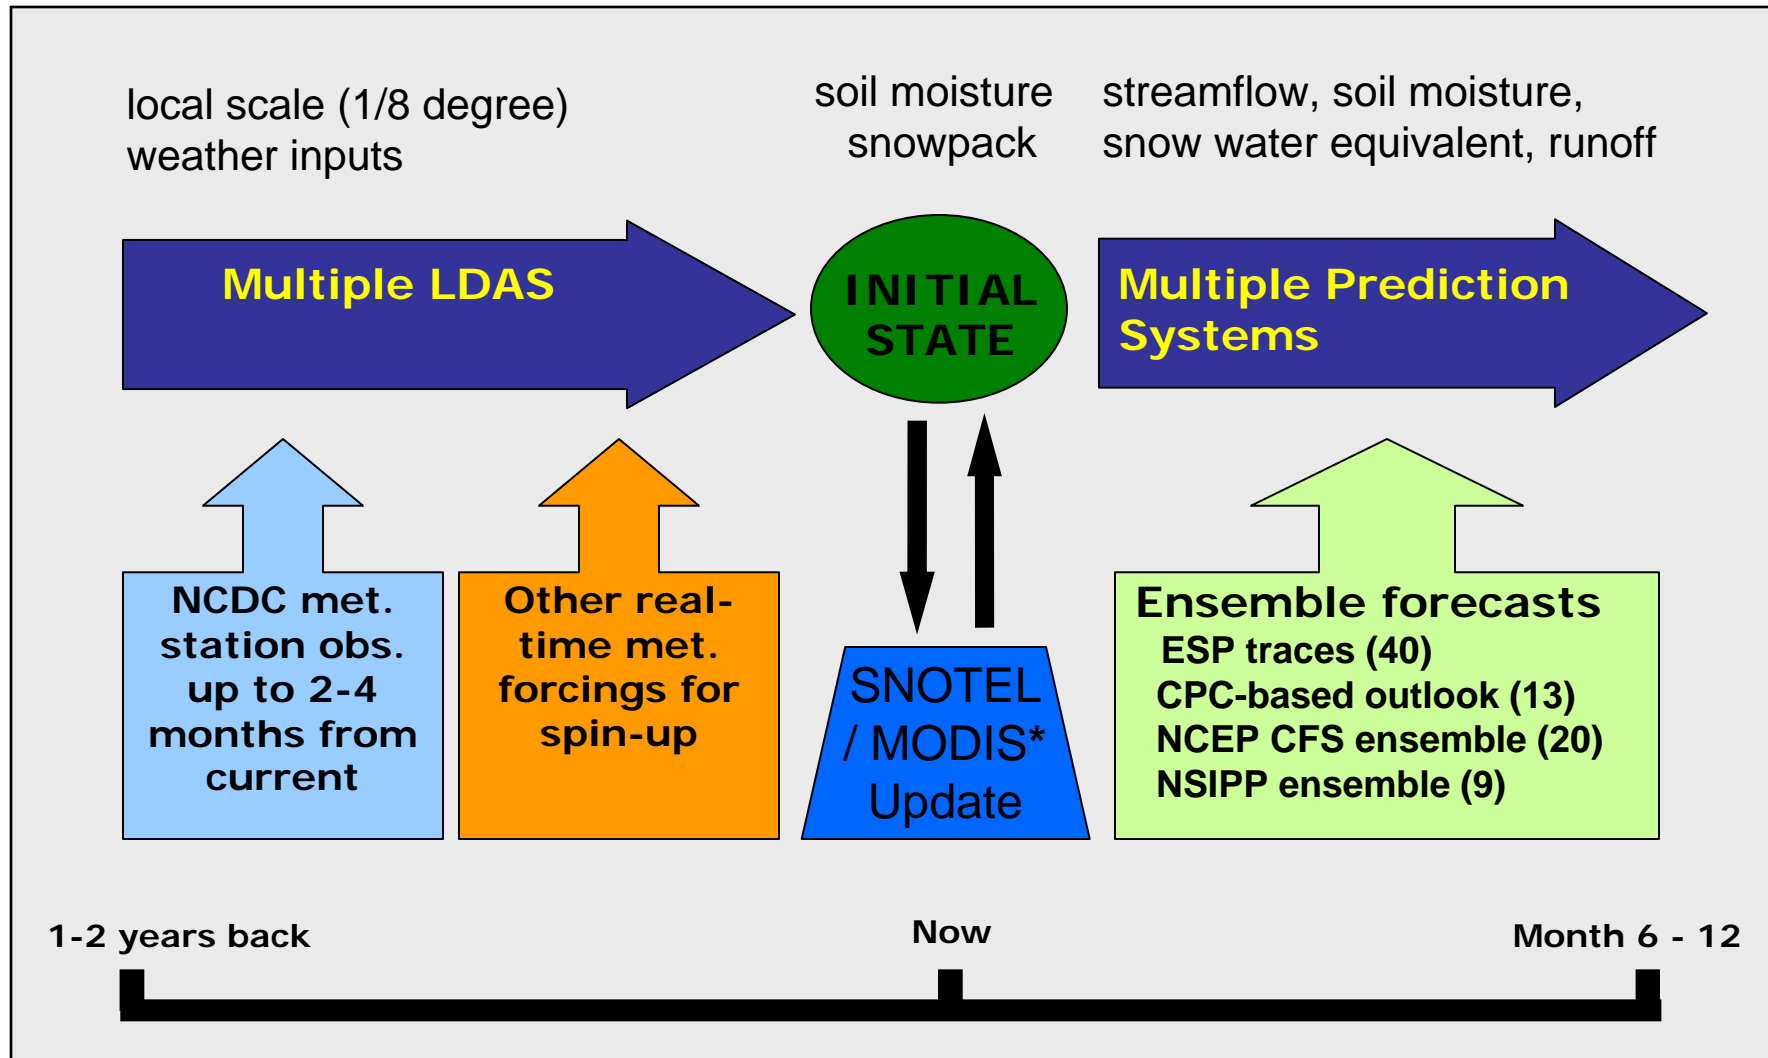 local scale (1/8 degree)
weather inputs
soil moisture
snowpack
streamflow, soil moisture,
snow water equivalent, runoff
Multiple LDAS
INITIAL
STATE
Multiple Prediction
Systems
NCDC met.
station obs.
up to 2-4
months from
current
Other real-
time met.
forcings for
spin-up
SNOTEL
/ MODIS*
Update
Ensemble forecasts
ESP traces (40)
CPC-based outlook (13)
NCEP CFS ensemble (20)
NSIPP ensemble (9)
1-2 years back
Now
Month 6 - 12